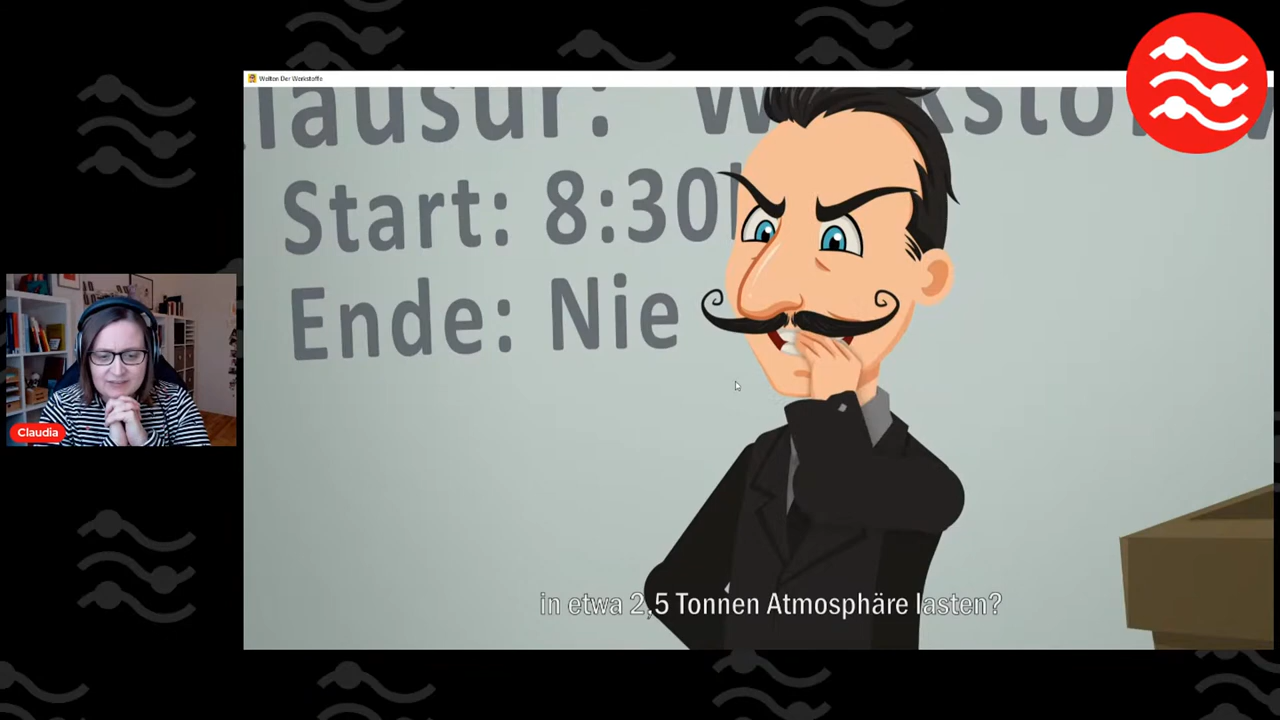 Welten Der Werkstoffe
lausur:
Start: 8:30
Ende: Nie
Claudia
in etwa 2,5 Tonnen Atmosphäre lasten?